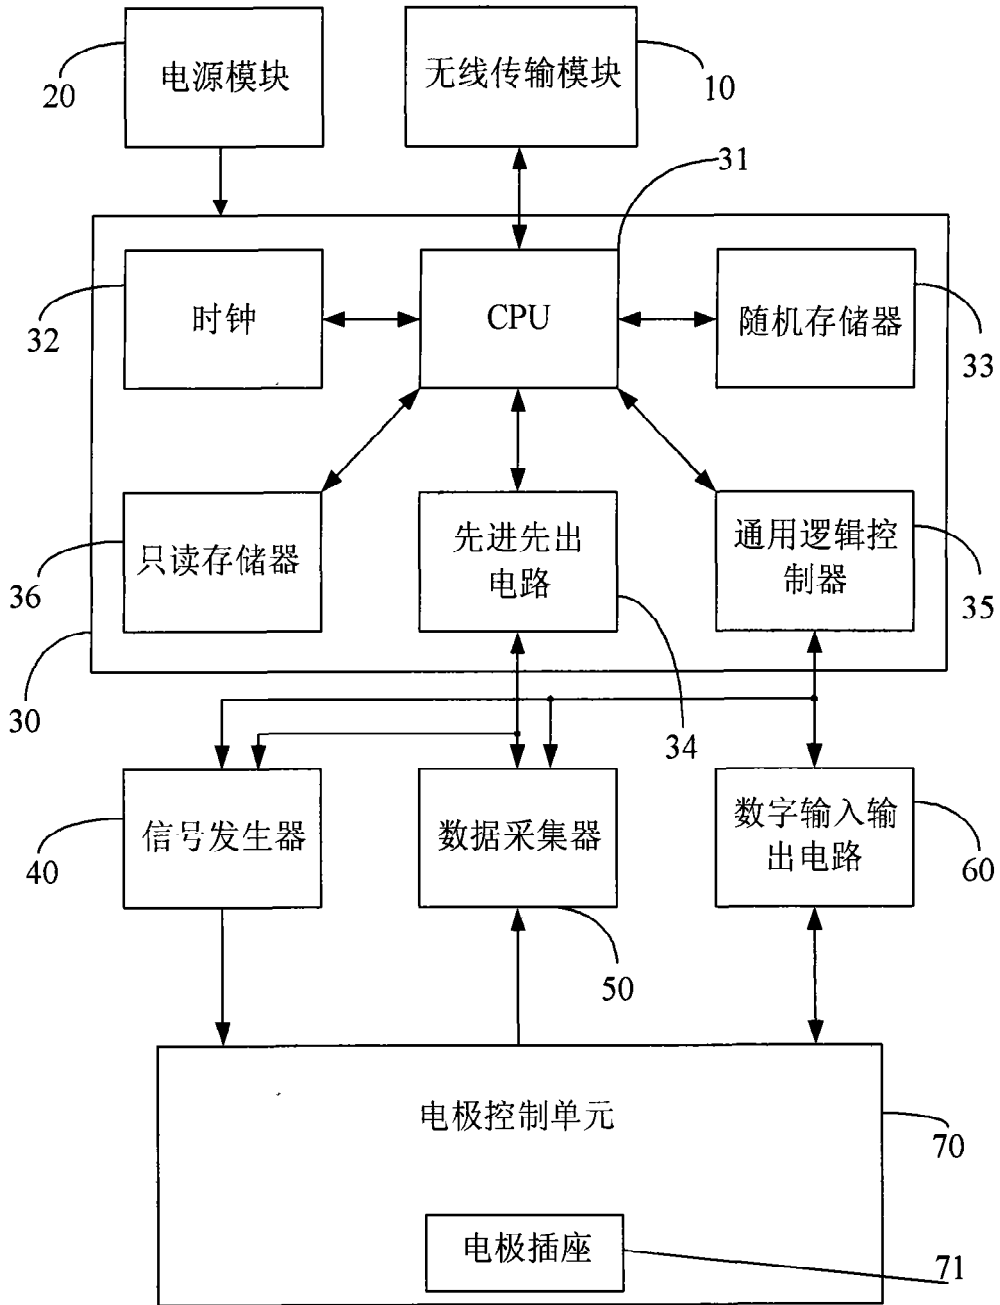 20
电源模块
无线传输模块
10
31
32
时钟
CPU
随机存储器
33
36
只读存储器
先进先出
电路
通用逻辑控
制器
35
30
34
40
信号发生器
数据采集器
数字输入输
出电路
60
50
电极控制单元
70
电极插座
71